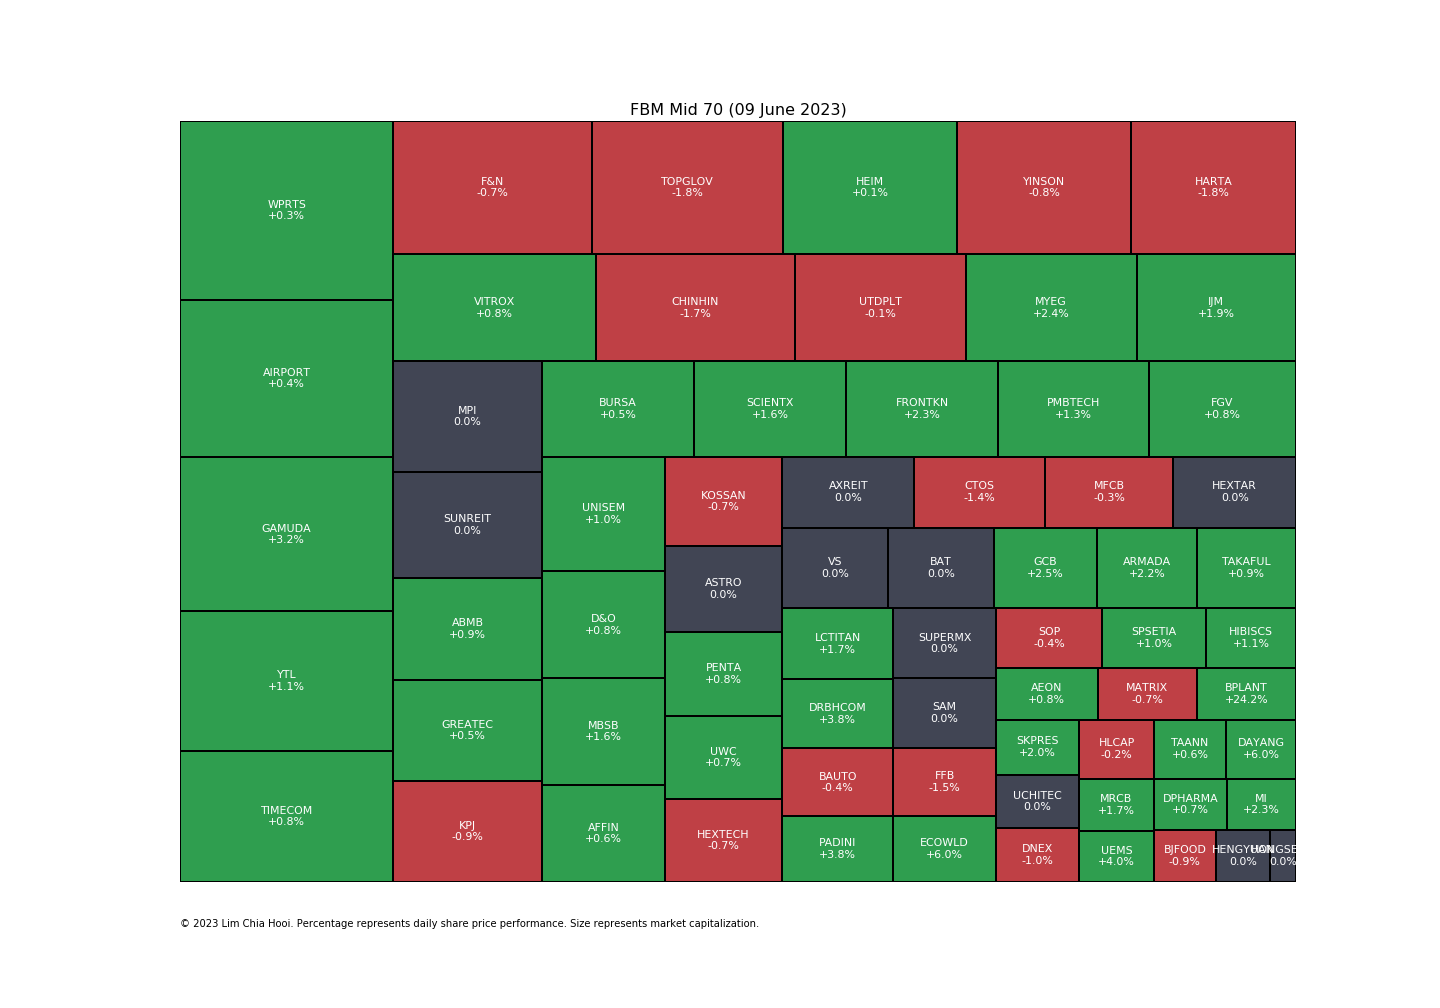 FBM Mid 70 (09 June 2023)
WPRTS
+0.3%
AIRPORT
+0.4%
GAMUDA
+3.2%
YTL
+1.1%
TIMECOM
+0.8%
F&N
-0.7%
TOPGLOV
-1.8%
HEIM
+0.1%
YINSON
-0.8%
HARTA
-1.8%
VITROX
+0.8%
CHINHIN
-1.7%
UTDPLT
-0.1%
MYEG
+2.4%
IJM
+1.9%
MPI
0.0%
SUNREIT
0.0%
ABMB
+0.9%
GREATEC
+0.5%
KPJ
-0.9%
BURSA
+0.5%
SCIENTX
+1.6%
FRONTKN
+2.3%
PMBTECH
+1.3%
FGV
+0.8%
UNISEM
+1.0%
D&O
+0.8%
MBSB
+1.6%
AFFIN
+0.6%
KOSSAN
-0.7%
ASTRO
0.0%
PENTA
+0.8%
UWC
+0.7%
HEXTECH
-0.7%
AXREIT
0.0%
CTOS
-1.4%
MFCB
-0.3%
HEXTAR
0.0%
VS
0.0%
BAT
0.0%
GCB
+2.5%
ARMADA
+2.2%
TAKAFUL
+0.9%
LCTITAN
+1.7%
DRBHCOM
+3.8%
BAUTO
-0.4%
PADINI
+3.8%
SUPERMX
0.0%
SAM
0.0%
FFB
-1.5%
ECOWLD
+6.0%
SOP
-0.4%
SPSETIA
+1.0%
HIBISCS
+1.1%
AEON
+0.8%
MATRIX
-0.7%
BPLANT
+24.2%
SKPRES
+2.0%
UCHITEC
0.0%
DNEX
-1.0%
HLCAP
-0.2%
TAANN
+0.6%
DAYANG
+6.0%
MRCB
+1.7%
DPHARMA
+0.7%
MI
+2.3%
UEMS
+4.0%
BJFOOD
-0.9%
0.0%
0.0%
© 2023 Lim Chia Hooi. Percentage represents daily share price performance. Size represents market capitalization.